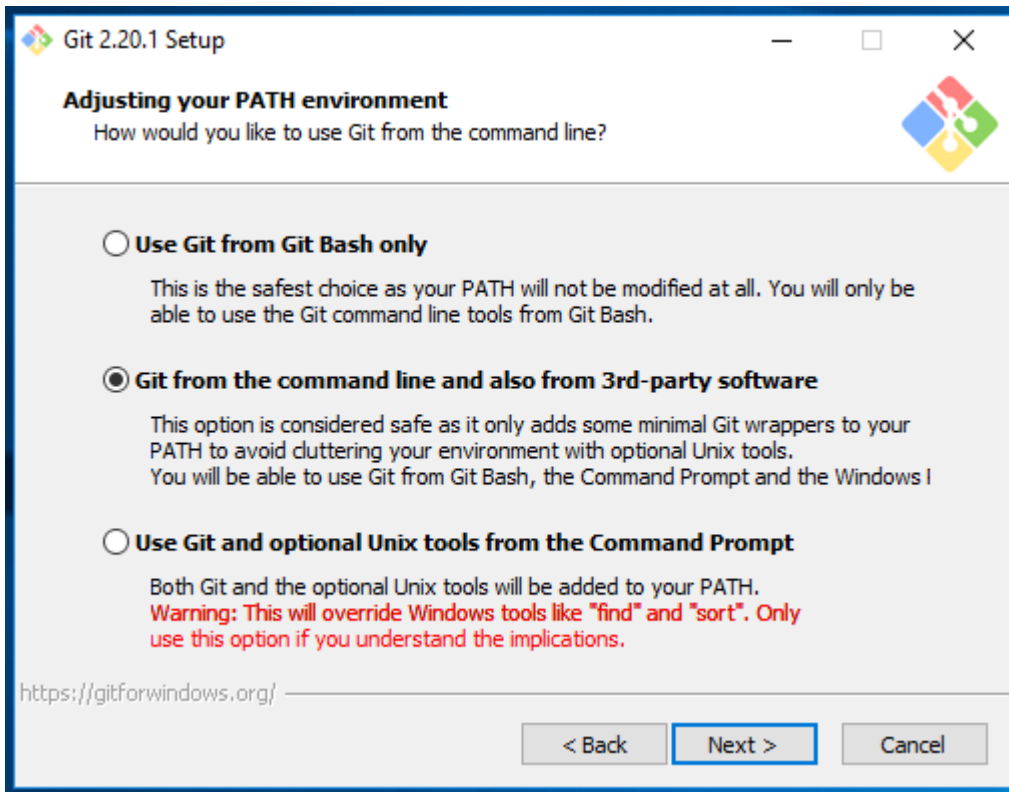 Git 2.20.1 Setup
Adjusting your PATH environment
How would you like to use Git from the command line?
Use Git from Git Bash only
This is the safest choice as your PATH will not be modified at all. You will only be
able to use the Git command line tools from Git Bash.
Git from the command line and also from 3rd-party software
This option is considered safe as it only adds some minimal Git wrappers to your
PATH to avoid cluttering your environment with optional Unix tools.
You will be able to use Git from Git Bash, the Command Prompt and the Windows
Use Git and optional Unix tools from the Command Prompt
Both Git and the optional Unix tools will be added to your PATH.
Warning: This will override Windows tools like "find" and "sort". Only
use this option if you understand the implications.
https://gitforwindows.org/
< Back
Next >
Cancel